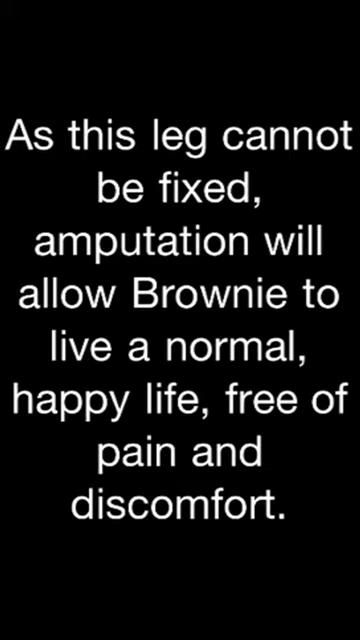 As this leg cannot
be fixed,
amputation will
allow Brownie to
live a normal,
happy life, free of
pain and
discomfort.